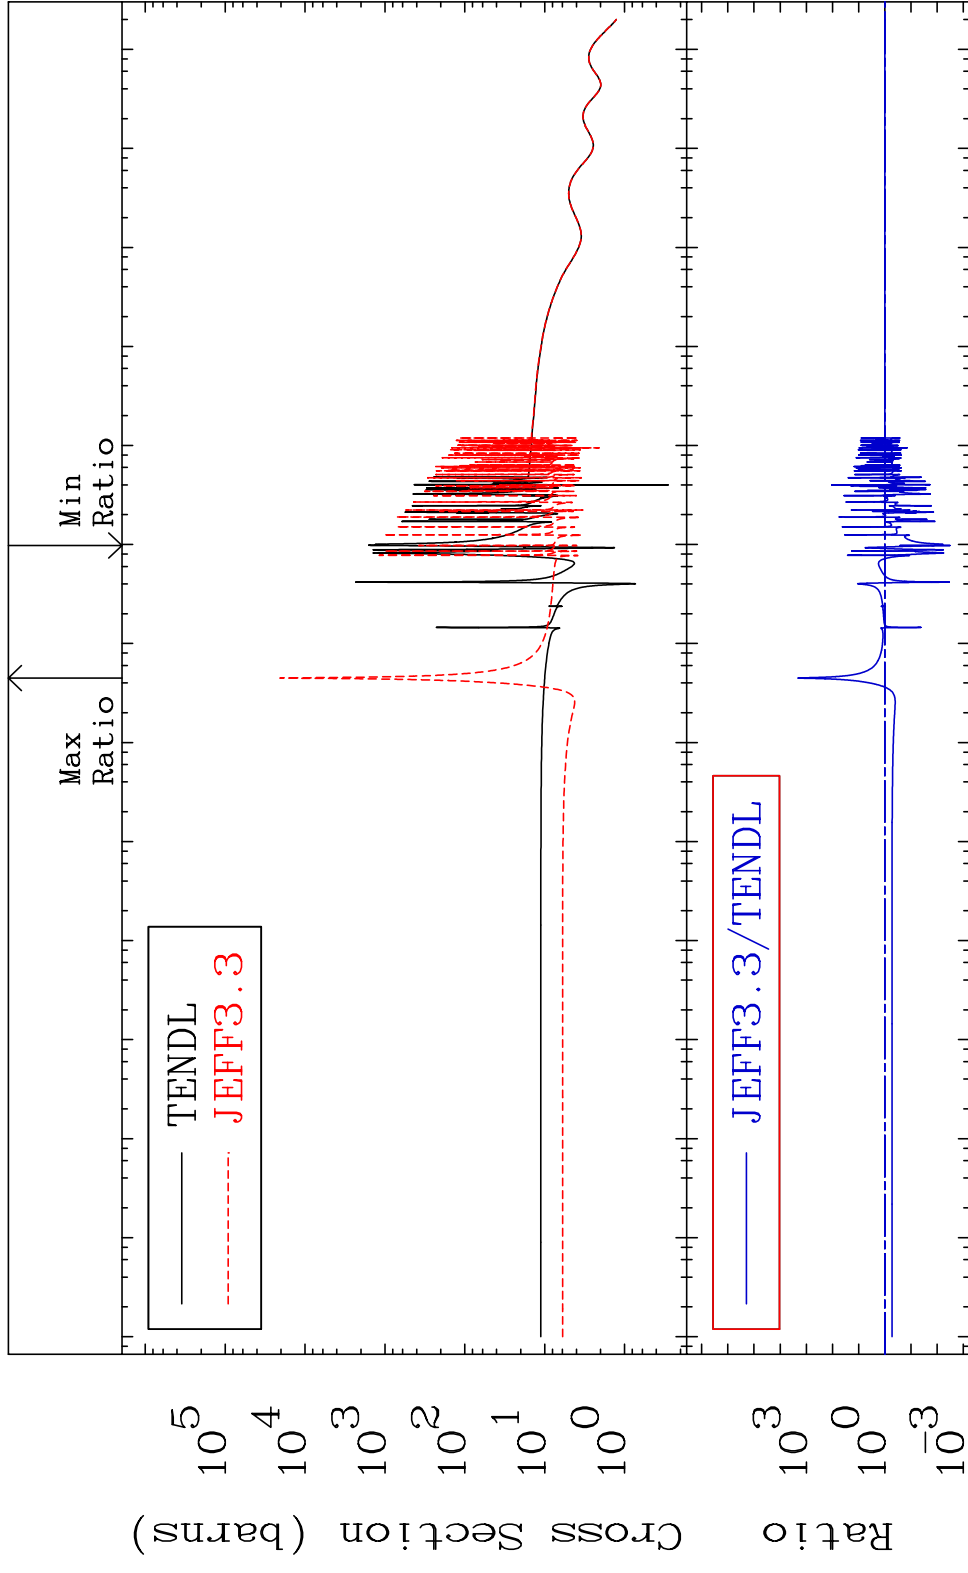 Max
Ratio
Min
Ratio
TENDL
JEFF3.3
10^5
10^4
10^3
10^2
10^1
10^0
Cross Section (barns)
JEFF3.3/TENDL
10^3
10^0
10^-3
Ratio